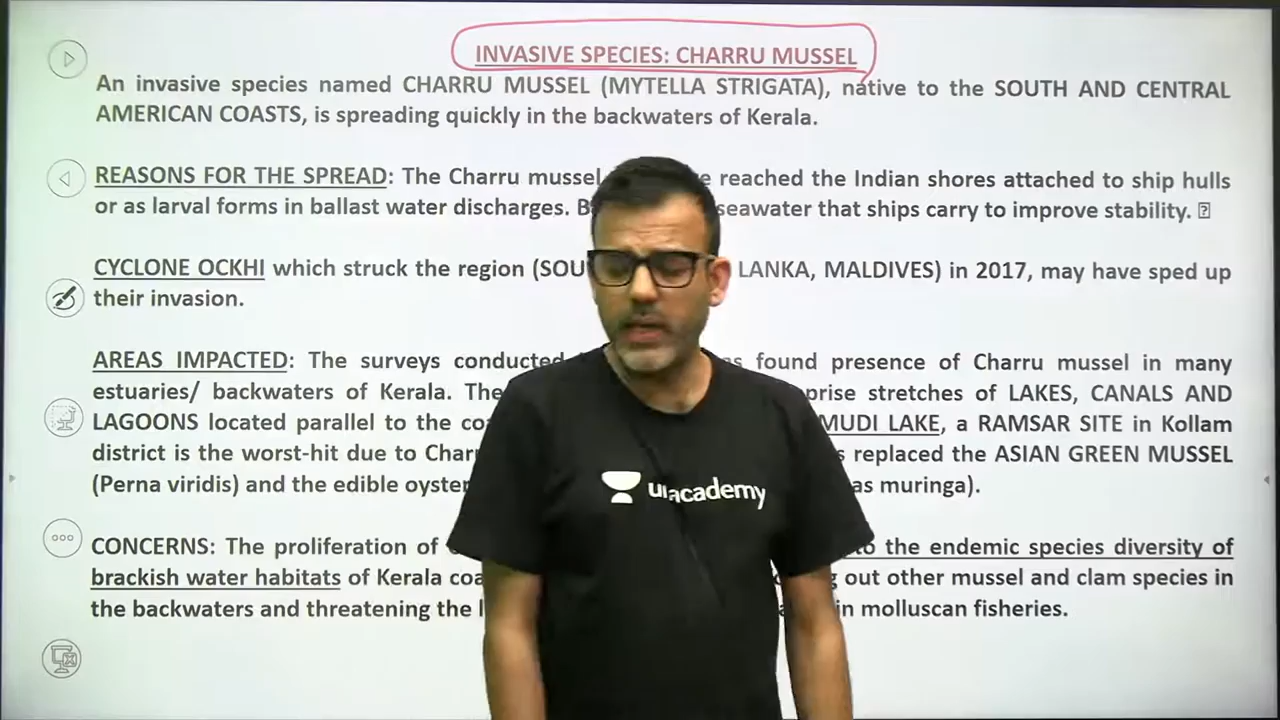 INVASIVE SPECIES: CHARRU MUSSEL
An invasive species named CHARRU MUSSEL (MYTELLA STRIGATA), native to the SOUTH AND CENTRAL
AMERICAN COASTS, is spreading quickly in the backwaters of Kerala.
REASONS FOR THE SPREAD: The Charru mussel reached the Indian shores attached to ship hulls
or as larval forms in ballast water discharges. seawater that ships carry to improve stability.
CYCLONE OCKHI which struck the region LANKA, MALDIVES) in 2017, may have sped up
their invasion.
AREAS IMPACTED: The surveys conducted found presence of Charru mussel in many
estuaries/ backwaters of Kerala. The stretches of LAKES, CANALS AND
LAGOONS located parallel to the LAKE, a RAMSAR SITE in Kollam
district is the worst-hit due to replaced the ASIAN GREEN MUSSEL
(Perna viridis) and the edible as muringa).
unacademy
CONCERNS: The proliferation of to the endemic species diversity of
brackish water habitats of Kerala out other mussel and clam species in
the backwaters and threatening the in molluscan fisheries.